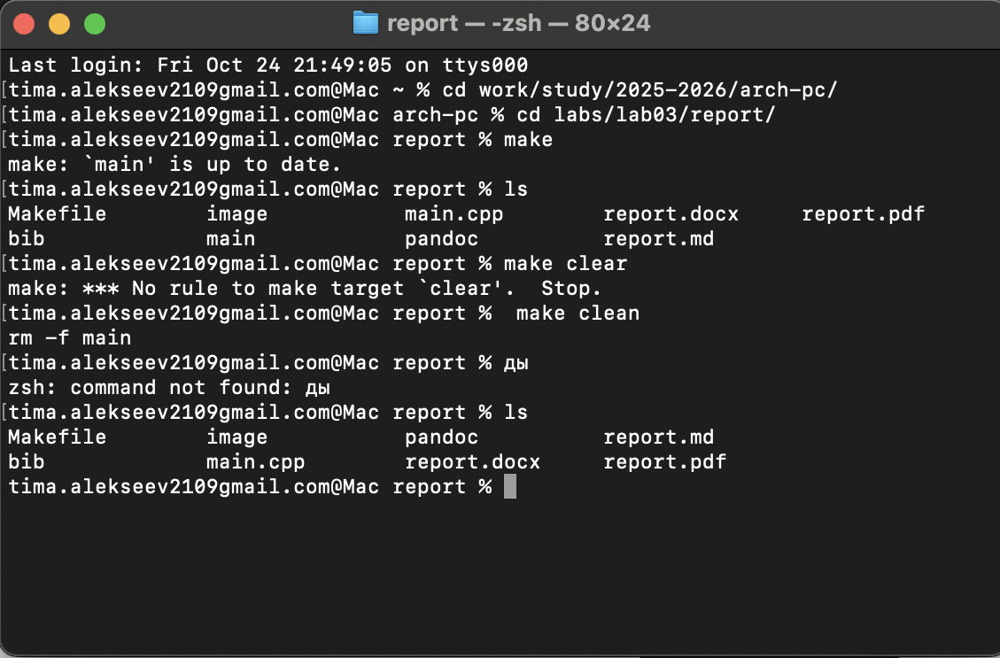 report — -zsh — 80×24
Last login: Fri Oct 24 21:49:05 on ttys000
[tima.alekseev2109gmail.com@Mac ~ % cd work/study/2025-2026/arch-pc/
[tima.alekseev2109gmail.com@Mac arch-pc % cd labs/lab03/report/
[tima.alekseev2109gmail.com@Mac report % make
make: `main' is up to date.
[tima.alekseev2109gmail.com@Mac report % ls
Makefile        image           main.cpp        report.docx     report.pdf
bib             main            pandoc          report.md
[tima.alekseev2109gmail.com@Mac report % make clear
make: *** No rule to make target `clear'.  Stop.
[tima.alekseev2109gmail.com@Mac report %  make clean
rm -f main
[tima.alekseev2109gmail.com@Mac report % ды
zsh: command not found: ды
[tima.alekseev2109gmail.com@Mac report % ls
Makefile        image           pandoc          report.md
bib             main.cpp        report.docx     report.pdf
tima.alekseev2109gmail.com@Mac report %